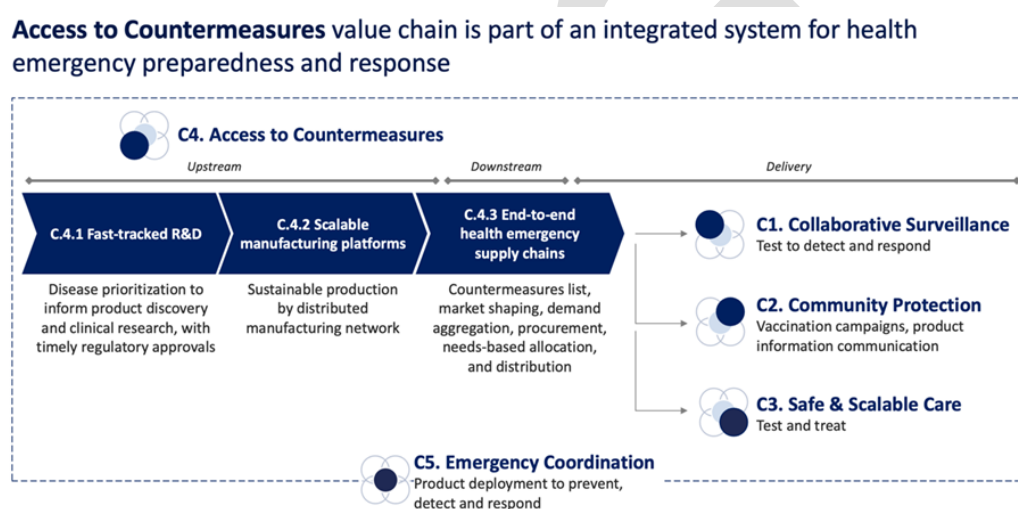 Access to Countermeasures value chain is part of an integrated system for health
emergency preparedness and response
C4. Access to Countermeasures
Upstream
Downstream
Delivery
C.4.1 Fast-tracked R&D
C.4.2 Scalable
manufacturing platforms
C.4.3 End-to-end
health emergency
supply chains
Disease prioritization to
inform product discovery
and clinical research, with
timely regulatory approvals
Sustainable production
by distributed
manufacturing network
Countermeasures list,
market shaping, demand
aggregation, procurement,
needs-based allocation,
and distribution
C1. Collaborative Surveillance
Test to detect and respond
C2. Community Protection
Vaccination campaigns, product
information communication
C3. Safe & Scalable Care
Test and treat
C5. Emergency Coordination
Product deployment to prevent,
detect and respond